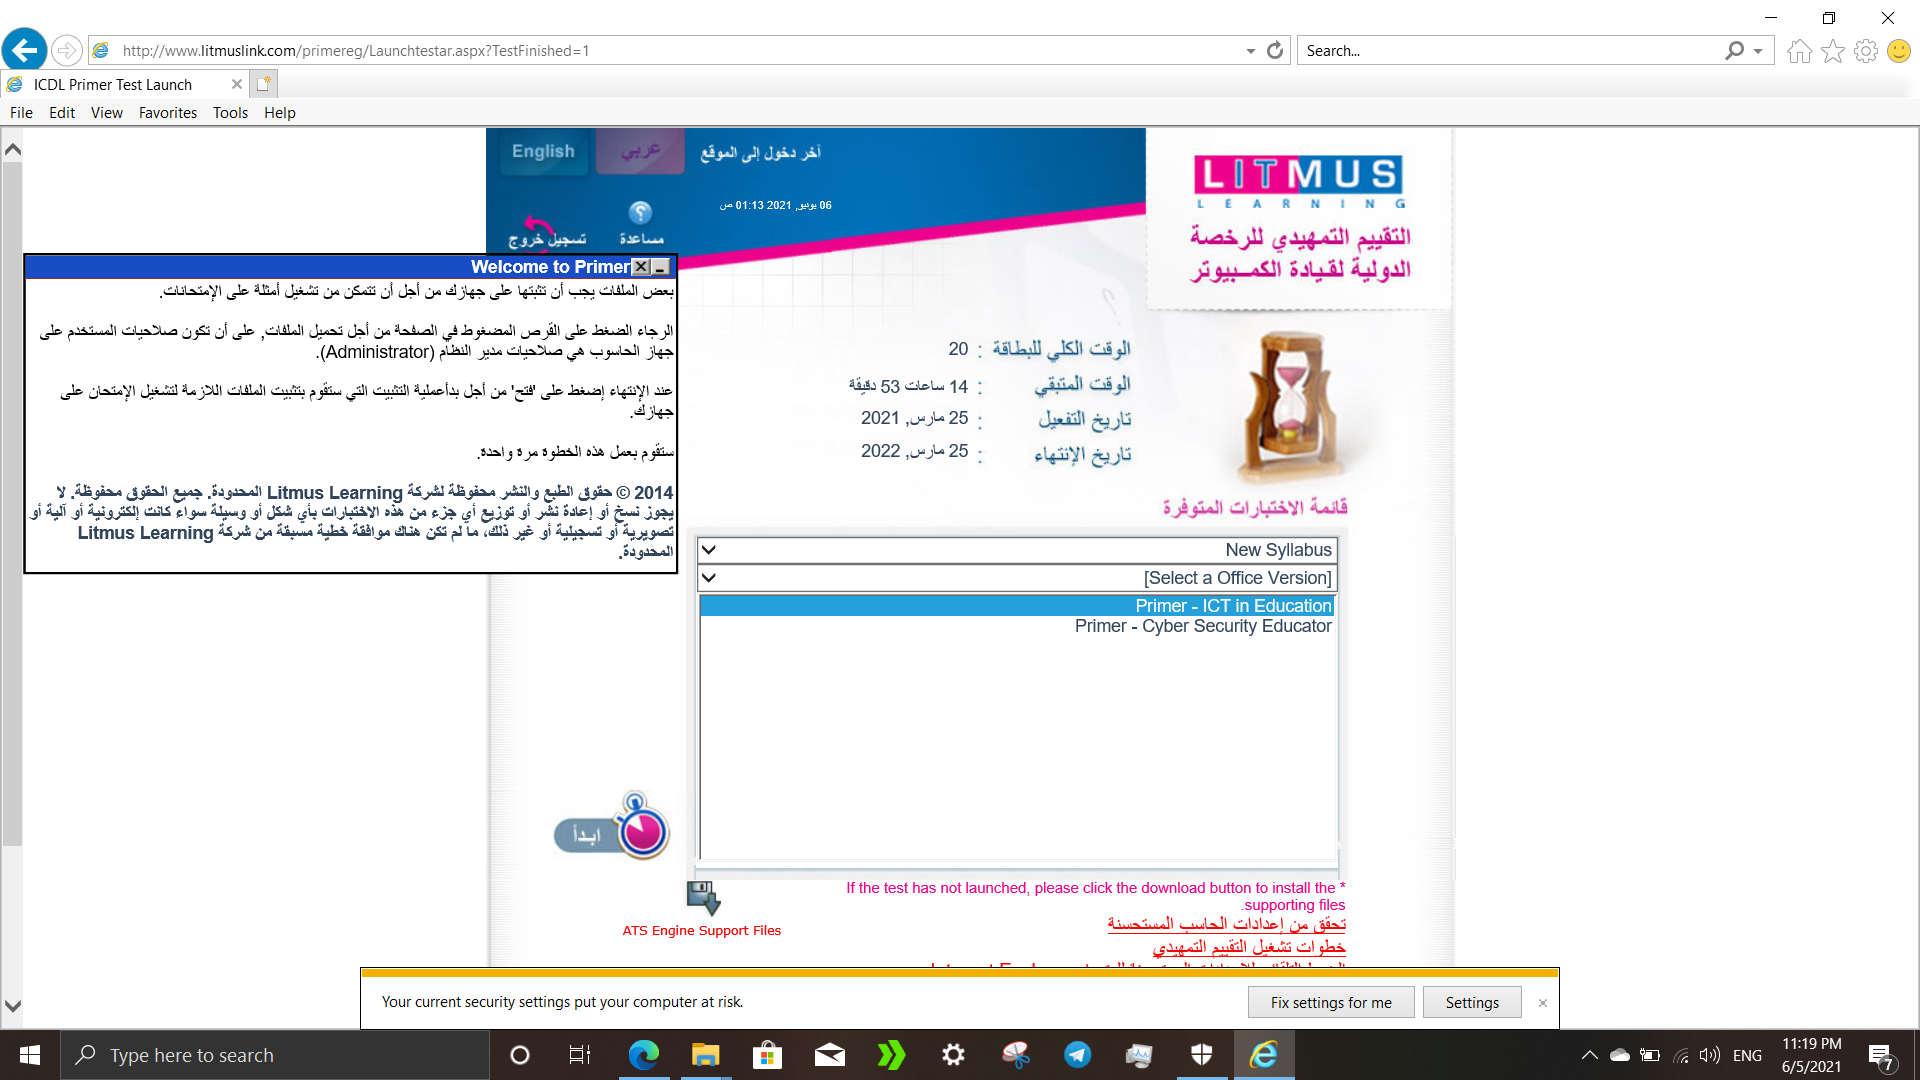 http://www.litmuslink.com/primereg/Launchtestar.aspx?TestFinished=1
Search...
ICDL Primer Test Launch
File Edit View Favorites Tools Help
English
عربي
آخر دخول إلى الموقع
06 يونيو, 2021 01:13 ص
مساعدة
تسجيل خروج
LITMUS
LEARNING
التقييم التمهيدي للرخصة
الدولية لقيادة الكمبيوتر
Welcome to Primer
بعض الملفات يجب أن تثبتها على جهازك من أجل أن تتمكن من تشغيل أمثلة على الإمتحانات.
الرجاء الضغط على القرص المضغوط في الصفحة من أجل تحميل الملفات, على أن تكون صلاحيات المستخدم على
جهاز الحاسوب هي صلاحيات مدير النظام (Administrator).
عند الإنتهاء إضغط على 'فتح' من أجل بدأعملية التثبيت التي ستقوم بتثبيت الملفات اللازمة لتشغيل الإمتحان على
جهازك.
ستقوم بعمل هذه الخطوة مرة واحدة.
2014 © حقوق الطبع والنشر محفوظة لشركة Litmus Learning المحدودة. جميع الحقوق محفوظة. لا
يجوز نسخ أو إعادة نشر أو توزيع أي جزء من هذه الاختبارات بأي شكل أو وسيلة سواء كانت إلكترونية أو آلية أو
تصويرية أو تسجيلية أو غير ذلك، ما لم تكن هناك موافقة خطية مسبقة من شركة Litmus Learning
المحدودة.
الوقت الكلي للبطاقة : 20
الوقت المتبقي : 14 ساعات 53 دقيقة
تاريخ التفعيل : 25 مارس, 2021
تاريخ الإنتهاء : 25 مارس, 2022
قائمة الاختبارات المتوفرة
New Syllabus
[Select a Office Version]
Primer - ICT in Education
Primer - Cyber Security Educator
ابدأ
If the test has not launched, please click the download button to install the *
.supporting files
ATS Engine Support Files
تحقق من إعدادات الحاسب المستحسنة
خطوات تشغيل التقييم التمهيدي
Your current security settings put your computer at risk.
Fix settings for me
Settings
Type here to search
ENG
11:19 PM
6/5/2021
7